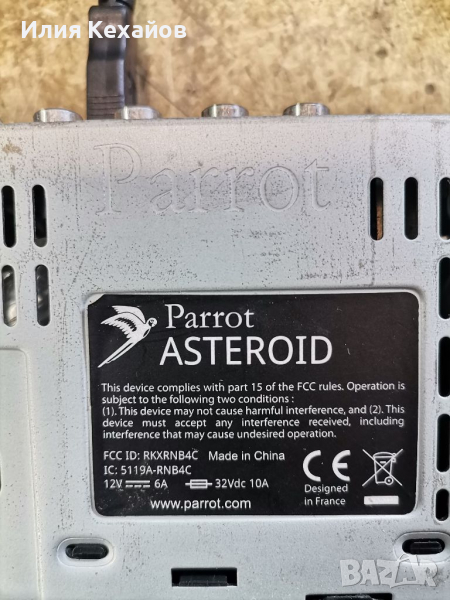 Илия Кехайов
Parrot
Parrot
ASTEROID
This device complies with part 15 of the FCC rules. Operation is
subject to the following two conditions :
(1). This device may not cause harmful interference, and (2). This
device must accept any interference received, including
interference that may cause undesired operation.
FCC ID: RKXRNB4C Made in China
IC: 5119A-RNB4C
12V 6A 32Vdc 10A
CE
Designed
in France
www.parrot.com
BAZAR
bg